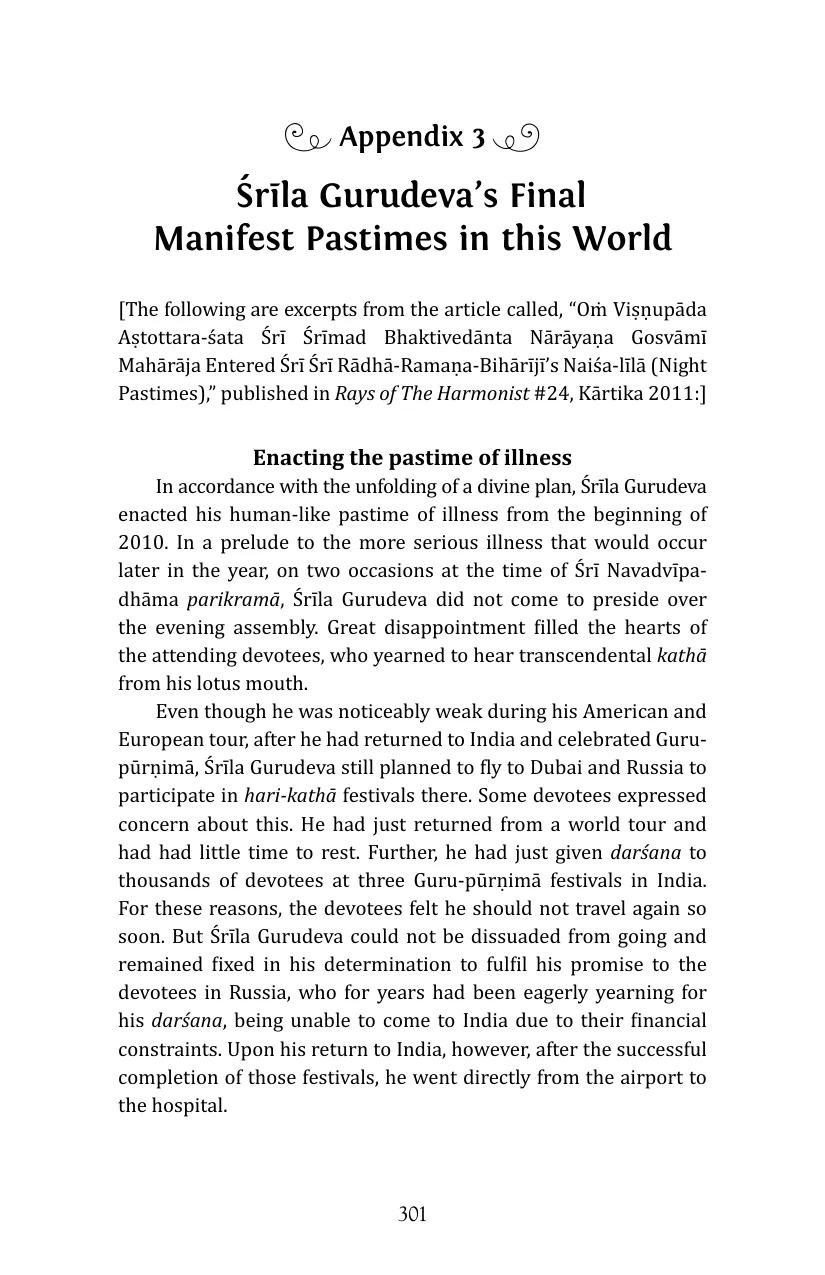 Appendix 3
Śrīla Gurudeva’s Final
Manifest Pastimes in this World
[The following are excerpts from the article called, “Oṁ Viṣṇupāda
Aṣtottara-śata Śrī Śrīmad Bhaktivedānta Nārāyaṇa Gosvāmī
Mahārāja Entered Śrī Śrī Rādhā-Ramaṇa-Bihārījī’s Naiśa-līlā (Night
Pastimes),” published in Rays of The Harmonist #24, Kārtika 2011:]
Enacting the pastime of illness
In accordance with the unfolding of a divine plan, Śrīla Gurudeva
enacted his human-like pastime of illness from the beginning of
2010. In a prelude to the more serious illness that would occur
later in the year, on two occasions at the time of Śrī Navadvīpa-
dhāma parikramā, Śrīla Gurudeva did not come to preside over
the evening assembly. Great disappointment filled the hearts of
the attending devotees, who yearned to hear transcendental kathā
from his lotus mouth.
Even though he was noticeably weak during his American and
European tour, after he had returned to India and celebrated Guru-
pūrṇimā, Śrīla Gurudeva still planned to fly to Dubai and Russia to
participate in hari-kathā festivals there. Some devotees expressed
concern about this. He had just returned from a world tour and
had had little time to rest. Further, he had just given darśana to
thousands of devotees at three Guru-pūrṇimā festivals in India.
For these reasons, the devotees felt he should not travel again so
soon. But Śrīla Gurudeva could not be dissuaded from going and
remained fixed in his determination to fulfil his promise to the
devotees in Russia, who for years had been eagerly yearning for
his darśana, being unable to come to India due to their financial
constraints. Upon his return to India, however, after the successful
completion of those festivals, he went directly from the airport to
the hospital.
301